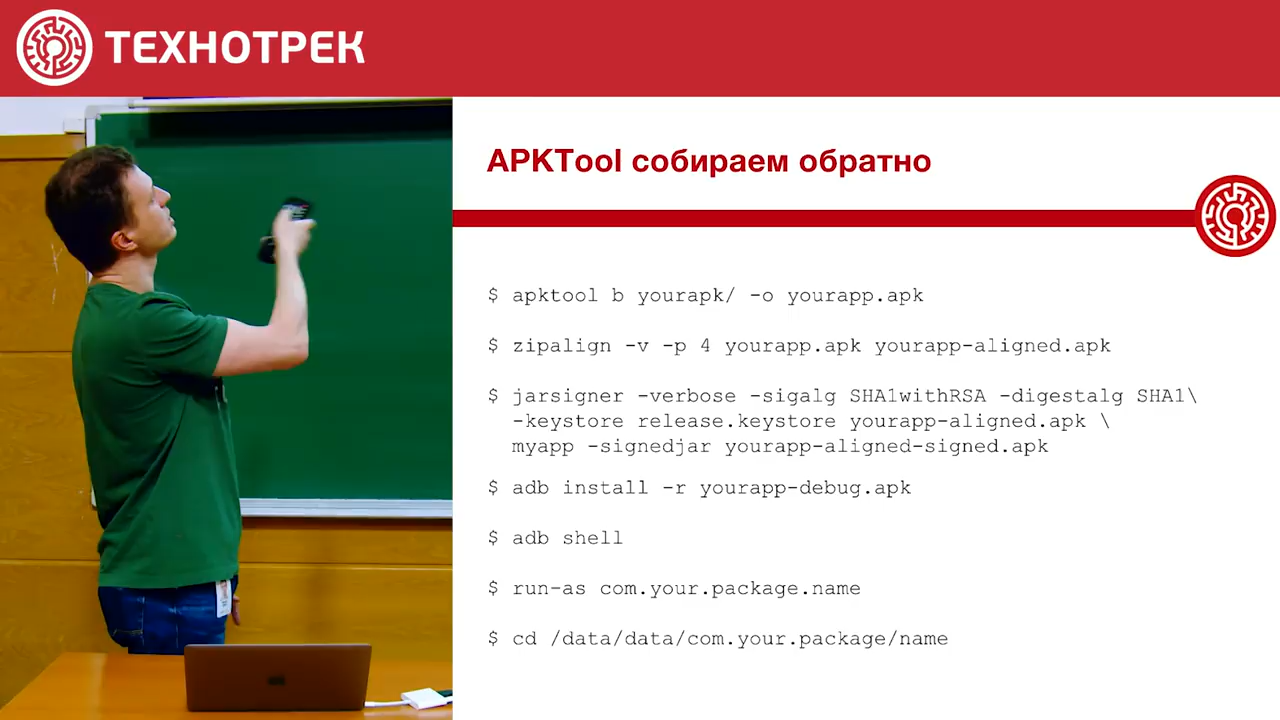 ТЕХНОТРЕК
APKTool собираем обратно
$ apktool b yourapk/ -o yourapp.apk
$ zipalign -v -p 4 yourapp.apk yourapp-aligned.apk
$ jarsigner -verbose -sigalg SHA1withRSA -digestalg SHA1\
-keystore release.keystore yourapp-aligned.apk \
myapp -signedjar yourapp-aligned-signed.apk
$ adb install -r yourapp-debug.apk
$ adb shell
$ run-as com.your.package.name
$ cd /data/data/com.your.package/name